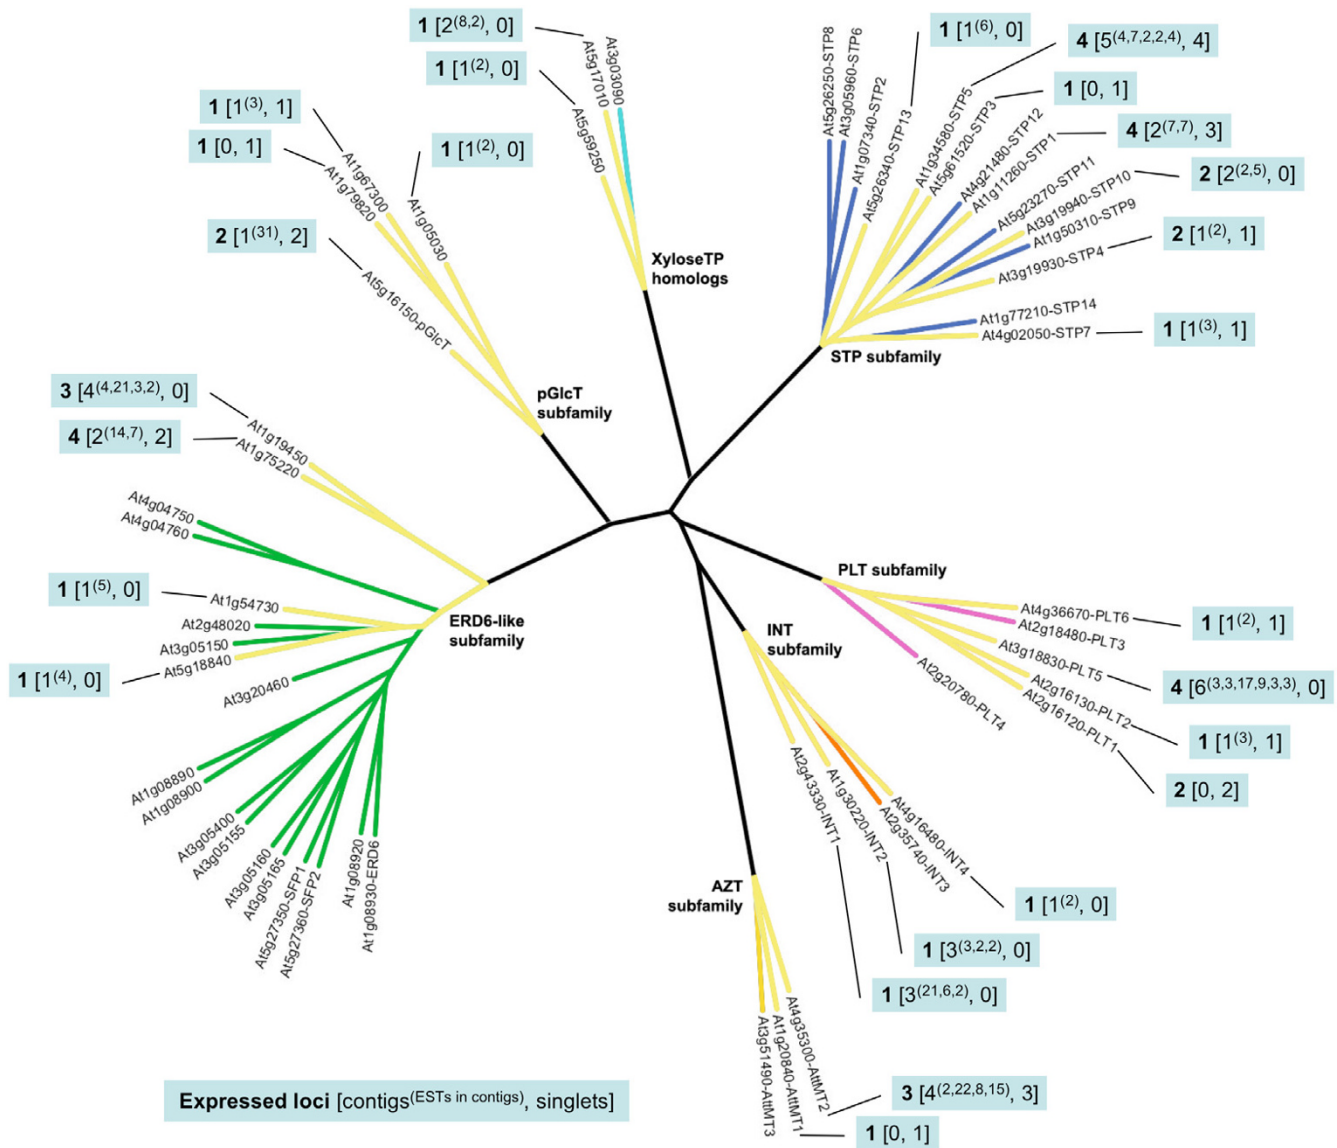 1 [2(8,2), 0]
1 [1(2), 0]
At3g03090
At5g17010
At5g59250
XyloseTP
homologs
1 [1(3), 1]
1 [0, 1]
1 [1(2), 0]
2 [1(31), 2]
At1g67300
At1g79820
At1g05030
At5g16150-pGlcT
pGlcT
subfamily
1 [1(6), 0]
4 [5(4,7,2,2,4), 4]
1 [0, 1]
4 [2(7,7), 3]
2 [2(2,5), 0]
2 [1(2), 1]
1 [1(3), 1]
At5g26250-STP8
At3g05960-STP6
At1g07340-STP2
At5g26340-STP13
At1g34580-STP5
At5g61520-STP3
At4g21480-STP12
At1g11260-STP1
At5g23270-STP11
At3g19940-STP10
At1g50310-STP9
At3g19930-STP4
At1g77210-STP14
At4g02050-STP7
STP subfamily
3 [4(4,21,3,2), 0]
4 [2(14,7), 2]
At1g19450
At1g75220
At4g04750
At4g04760
1 [1(5), 0]
At1g54730
At2g48020
At3g05150
At5g18840
1 [1(4), 0]
At3g20460
ERD6-like
subfamily
At1g08890
At1g08900
At3g05400
At3g05155
At3g05160
At3g05165
At5g27350-SFP1
At5g27360-SFP2
At1g08920
At1g08930-ERD6
PLT subfamily
At4g36670-PLT6
At2g18480-PLT3
At3g18830-PLT5
At2g16130-PLT2
At2g16120-PLT1
At2g20780-PLT4
1 [1(2), 1]
4 [6(3,3,17,9,3,3), 0]
1 [1(3), 1]
2 [0, 2]
INT
subfamily
At2g43330-INT1
At1g30220-INT2
At4g16480-INT4
At2g35740-INT3
1 [1(2), 0]
1 [3(3,2,2), 0]
1 [3(21,6,2), 0]
AZT
subfamily
At4g35300-AttMT2
At1g20840-AttMT1
At3g51490-AttMT3
3 [4(2,22,8,15), 3]
1 [0, 1]
Expressed loci [contigs(ESTs in contigs), singlets]